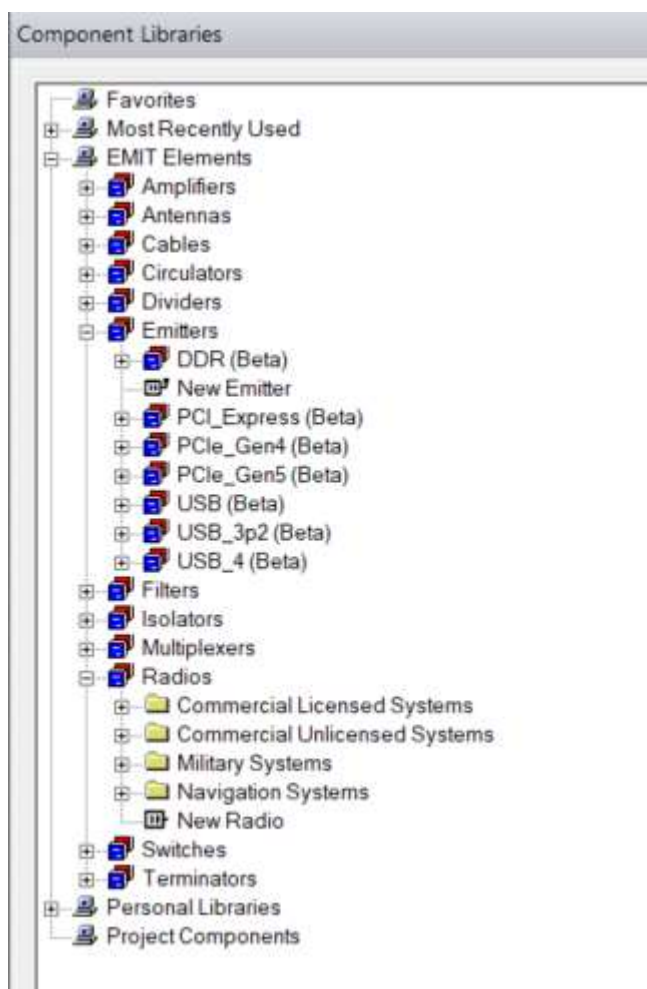 Component Libraries
Favorites
Most Recently Used
EMIT Elements
Amplifiers
Antennas
Cables
Circulators
Dividers
Emitters
DDR (Beta)
New Emitter
PCI_Express (Beta)
PCIe_Gen4 (Beta)
PCIe_Gen5 (Beta)
USB (Beta)
USB_3p2 (Beta)
USB_4 (Beta)
Filters
Isolators
Multiplexers
Radios
Commercial Licensed Systems
Commercial Unlicensed Systems
Military Systems
Navigation Systems
New Radio
Switches
Terminators
Personal Libraries
Project Components